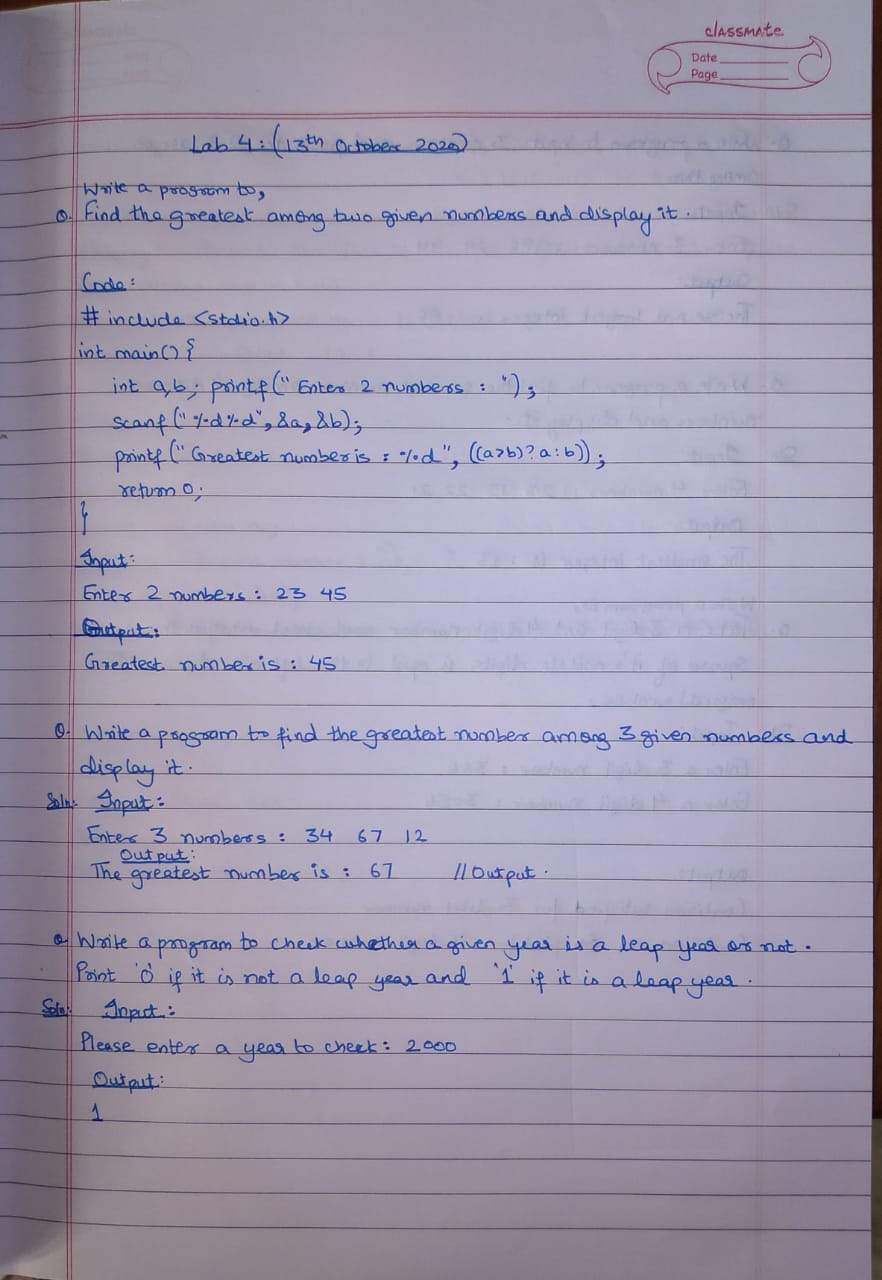 classmate
Date
Page
Lab 4: (13th October 2020)
Write a program to,
Q. Find the greatest among two given numbers and display it.
Code:
# include <stdio.h>
int main() {
int a,b; printf(" Enter 2 numbers : ");
scanf("%d%d", &a, &b);
printf(" Greatest number is : %d", ((a>b)? a:b));
return 0;
}
Input:
Enter 2 numbers : 23 45
Output:
Greatest number is : 45
Q. Write a program to find the greatest number among 3 given numbers and
display it.
Soln: Input:
Enter 3 numbers : 34 67 12
Output:
The greatest number is : 67 // Output.
Q. Write a program to check whether a given year is a leap year or not.
Print '0' if it is not a leap year and '1' if it is a leap year.
Soln: Input:
Please enter a year to check: 2000
Output:
1